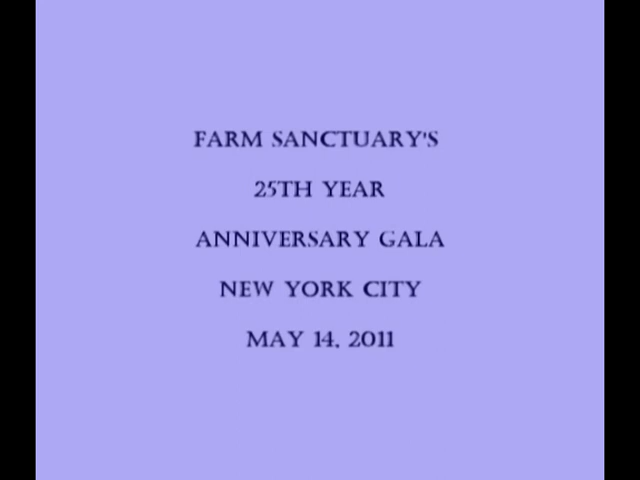 FARM SANCTUARY'S
25TH YEAR
ANNIVERSARY GALA
NEW YORK CITY
MAY 14, 2011